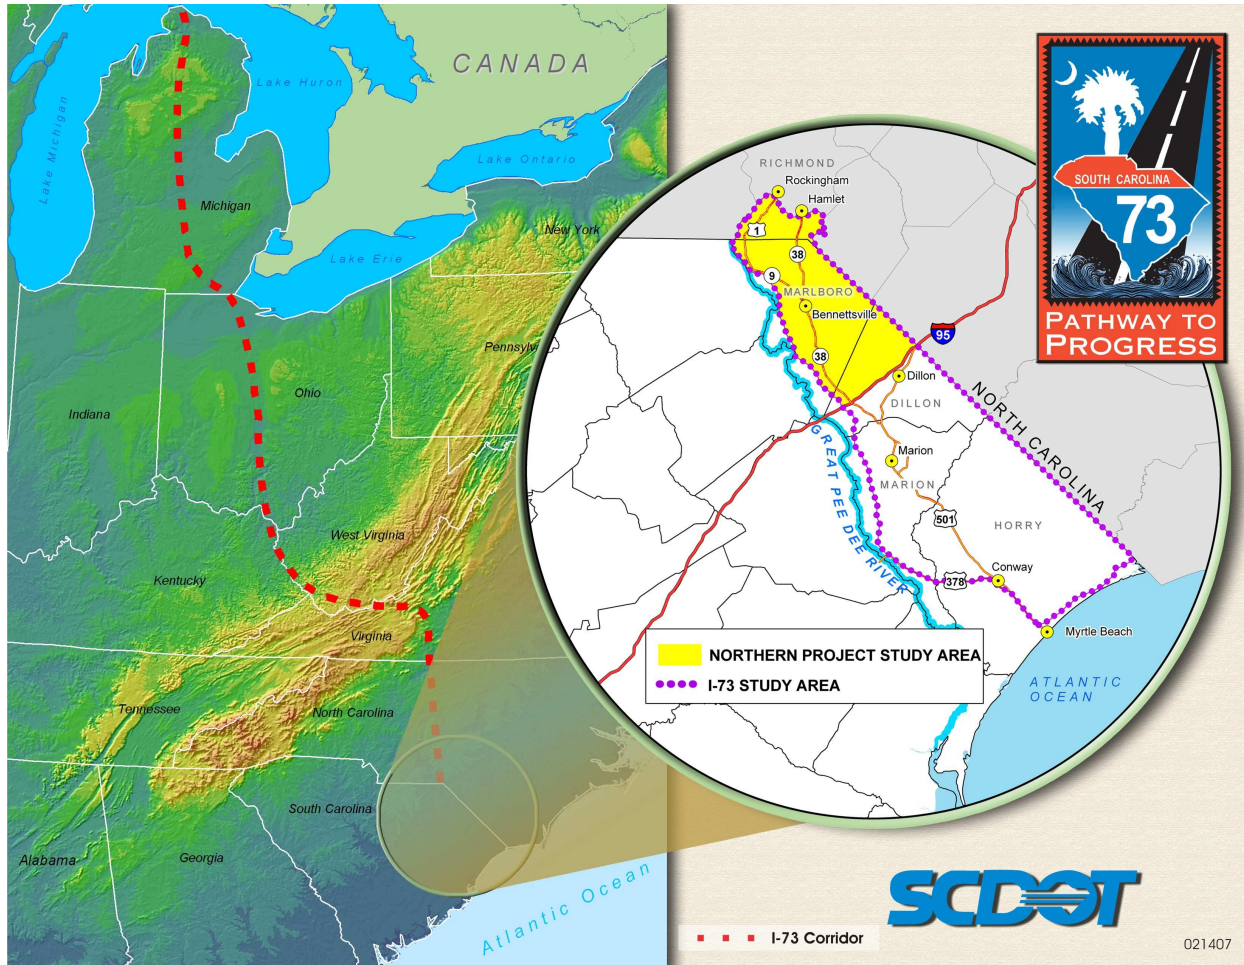 CANADA
Lake Huron
Lake Michigan
Lake Ontario
Michigan
New York
Lake Erie
Pennsylvi
Ohio
Indiana
West Virginia
Kentucky
Virginia
Tennessee
North Carolina
South Carolina
Alabama
Georgia
Atlantic Ocean
RICHMOND
Rockingham
Hamlet
1
38
9
MARLBORO
Bennettsville
95
38
Dillon
DILLON
NORTH CAROLINA
GREAT PEE DEE RIVER
Marion
MARION
501
HORRY
378
Conway
Myrtle Beach
ATLANTIC
OCEAN
NORTHERN PROJECT STUDY AREA
I-73 STUDY AREA
SOUTH CAROLINA
73
PATHWAY TO
PROGRESS
SCDOT
I-73 Corridor
021407